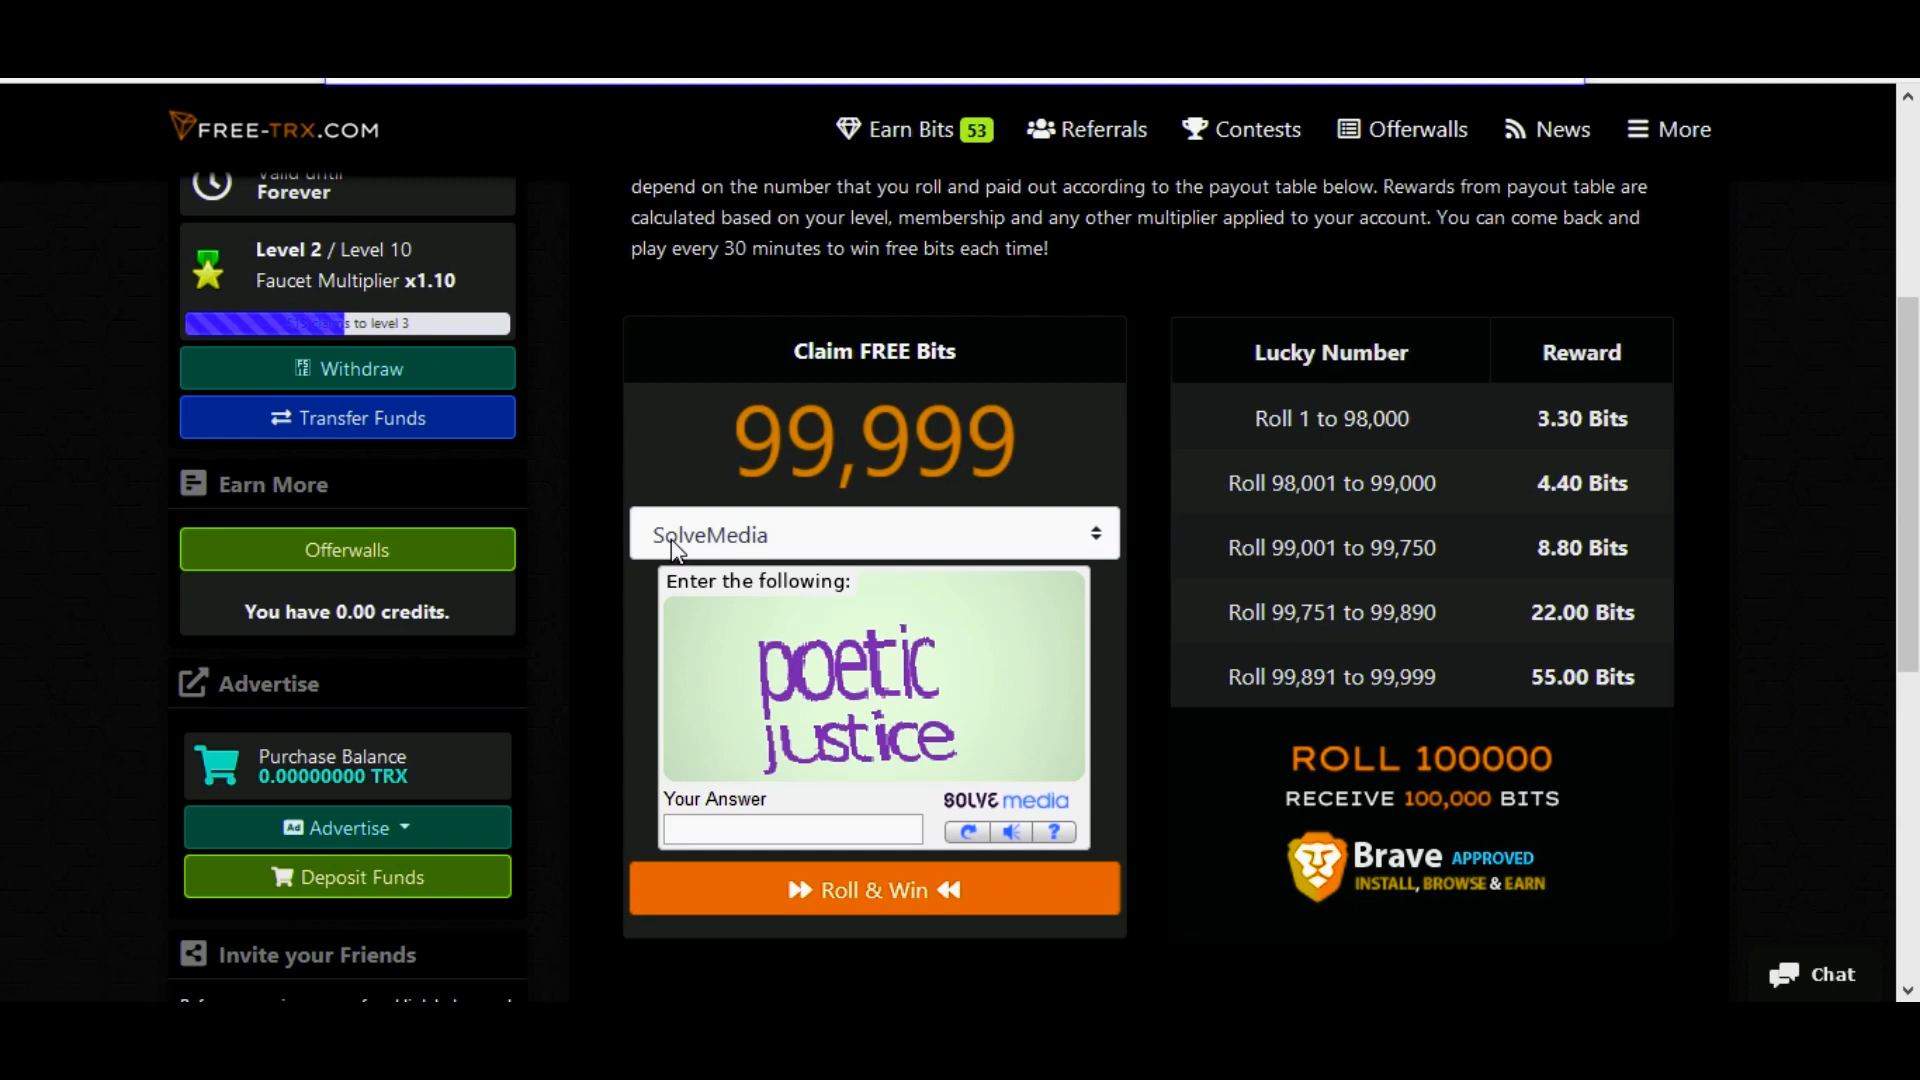 FREE-TRX.COM
Earn Bits 53
Referrals
Contests
Offerwalls
News
More
Valid until
Forever
Level 2 / Level 10
Faucet Multiplier x1.10
to level 3
Withdraw
Transfer Funds
Earn More
Offerwalls
You have 0.00 credits.
Advertise
Purchase Balance
0.00000000 TRX
Ad Advertise
Deposit Funds
Invite your Friends
depend on the number that you roll and paid out according to the payout table below. Rewards from payout table are
calculated based on your level, membership and any other multiplier applied to your account. You can come back and
play every 30 minutes to win free bits each time!
Claim FREE Bits
99,999
SolveMedia
Enter the following:
poetic
justice
Your Answer
SOLVE media
?
Roll & Win
Lucky Number Reward
Roll 1 to 98,000 3.30 Bits
Roll 98,001 to 99,000 4.40 Bits
Roll 99,001 to 99,750 8.80 Bits
Roll 99,751 to 99,890 22.00 Bits
Roll 99,891 to 99,999 55.00 Bits
ROLL 100000
RECEIVE 100,000 BITS
Brave APPROVED
INSTALL, BROWSE & EARN
Chat